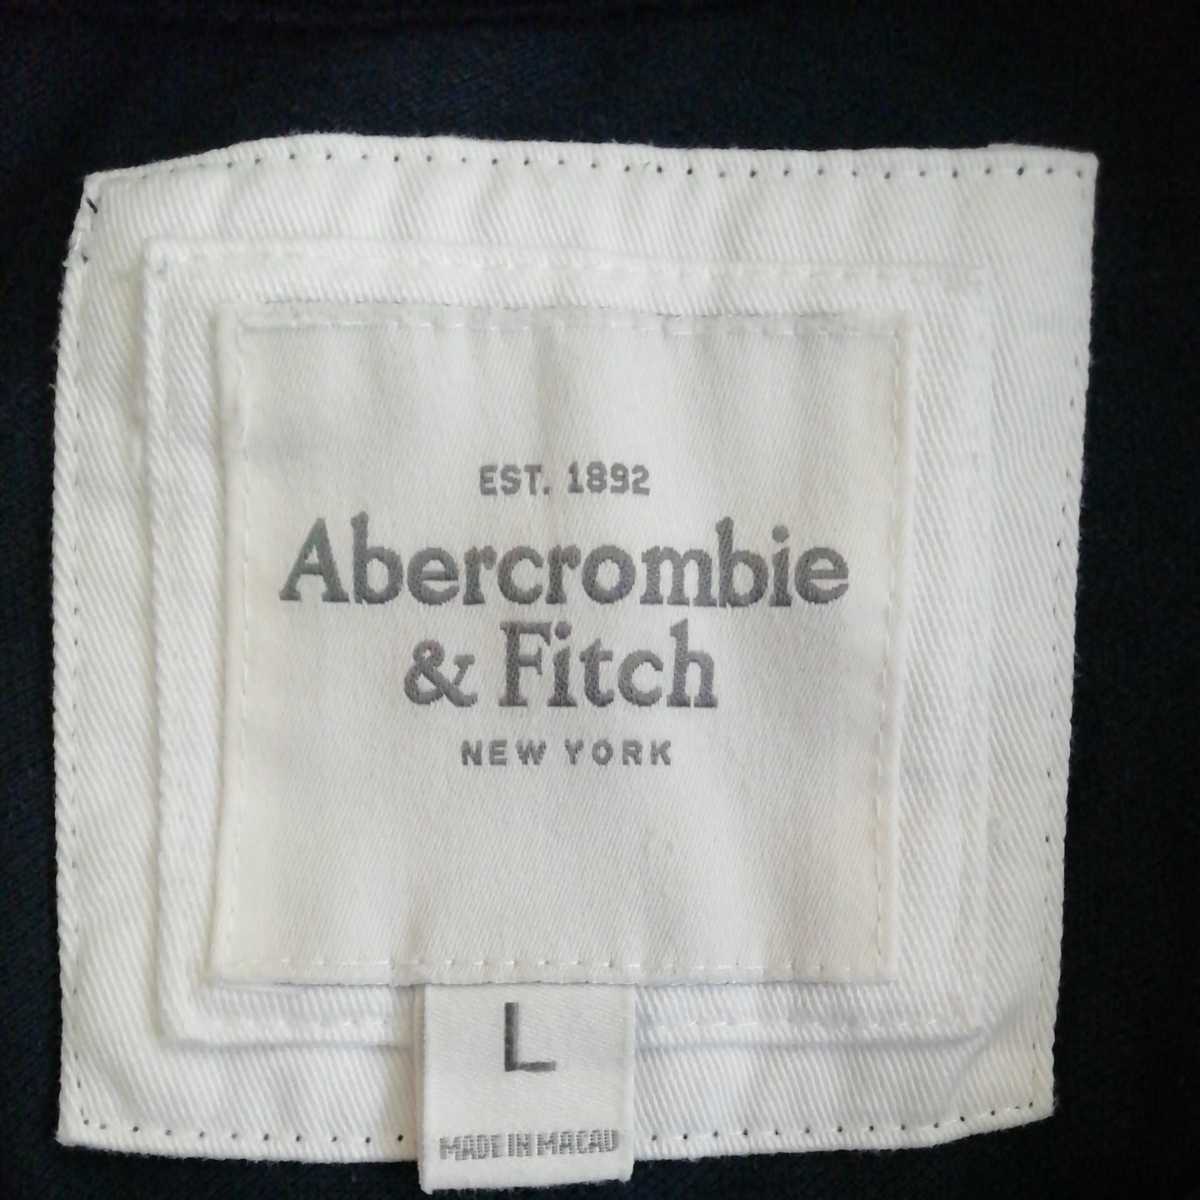 EST. 1892
Abercrombie
& Fitch
NEW YORK
L
MADE IN MACAU